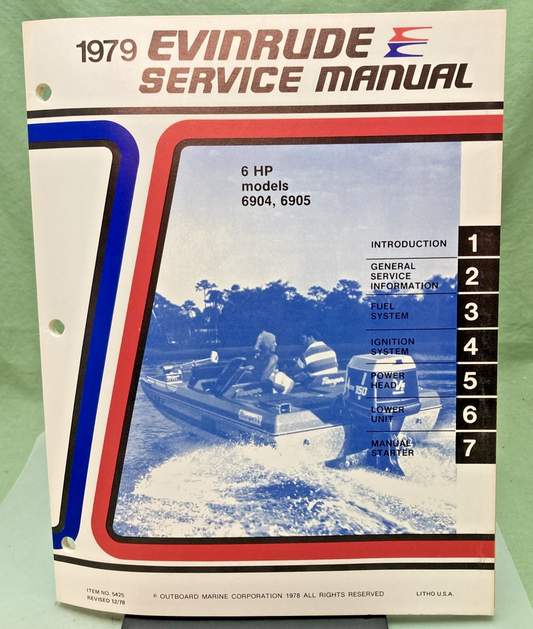 1979 EVINRUDE
SERVICE MANUAL
6 HP
models
6904, 6905
INTRODUCTION 1
GENERAL
SERVICE
INFORMATION 2
FUEL
SYSTEM 3
IGNITION
SYSTEM 4
POWER
HEAD 5
LOWER
UNIT 6
MANUAL
STARTER 7
150
ITEM NO. 5425
REVISED 12/78
© OUTBOARD MARINE CORPORATION 1978 ALL RIGHTS RESERVED
LITHO U.S.A.